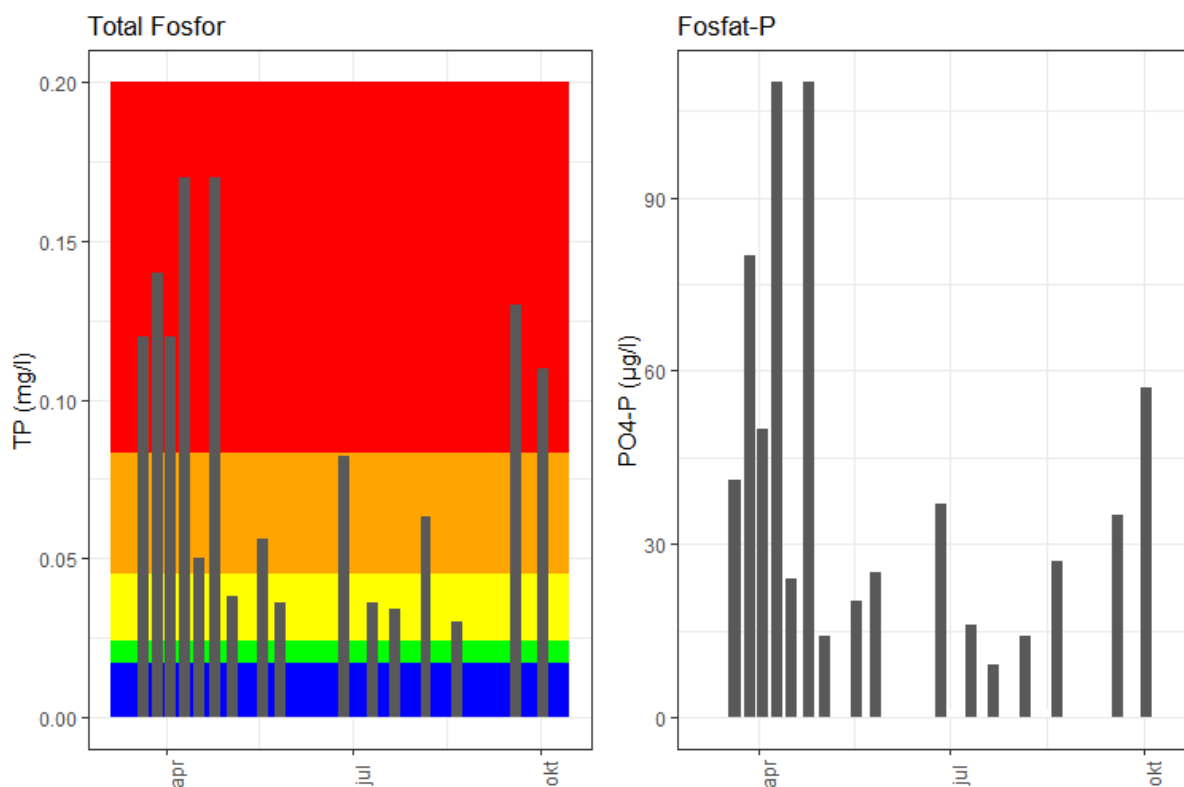 Total Fosfor
TP (mg/l)
0.20
0.15
0.10
0.05
0.00
apr
jul
okt
Fosfat-P
PO4-P (µg/l)
90
60
30
0
apr
jul
okt